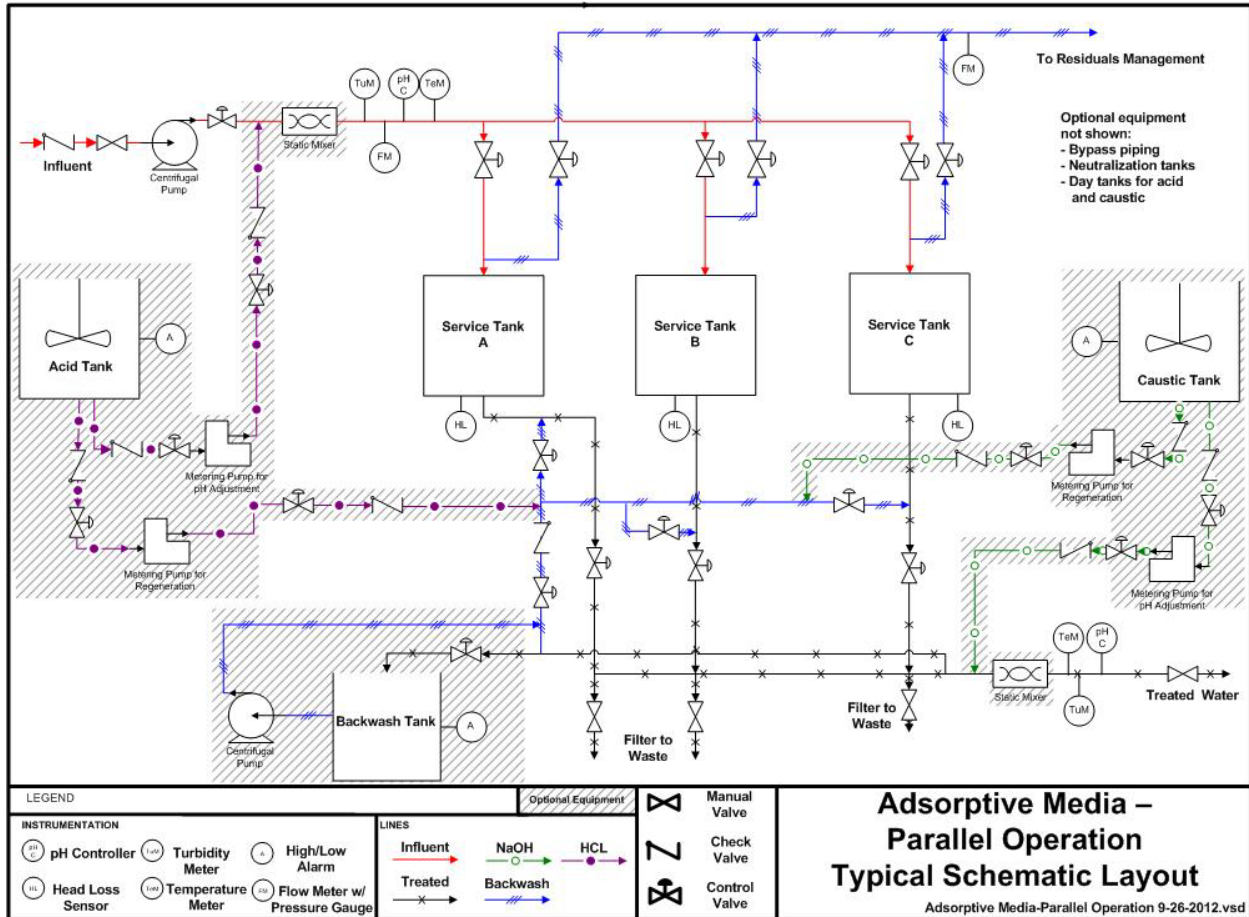 To Residuals Management
TuM
pH
C
TeM
FM
FM
Influent
Centrifugal
Pump
Static Mixer
Optional equipment
not shown:
- Bypass piping
- Neutralization tanks
- Day tanks for acid
and caustic
Acid Tank
A
Service Tank
A
Service Tank
B
Service Tank
C
A
Caustic Tank
HL
HL
HL
Metering Pump for
pH Adjustment
Metering Pump for
Regeneration
Metering Pump for
Regeneration
Metering Pump for
pH Adjustment
TeM
pH
C
Static Mixer
TuM
Treated Water
Backwash Tank
A
Centrifugal
Pump
Filter to
Waste
Filter to
Waste
LEGEND
Optional Equipment
INSTRUMENTATION
pH
C
pH Controller
TuM
Turbidity
Meter
A
High/Low
Alarm
HL
Head Loss
Sensor
TeM
Temperature
Meter
FM
Flow Meter w/
Pressure Gauge
LINES
Influent
NaOH
HCL
Treated
Backwash
Manual
Valve
Check
Valve
Control
Valve
Adsorptive Media –
Parallel Operation
Typical Schematic Layout
Adsorptive Media-Parallel Operation 9-26-2012.vsd